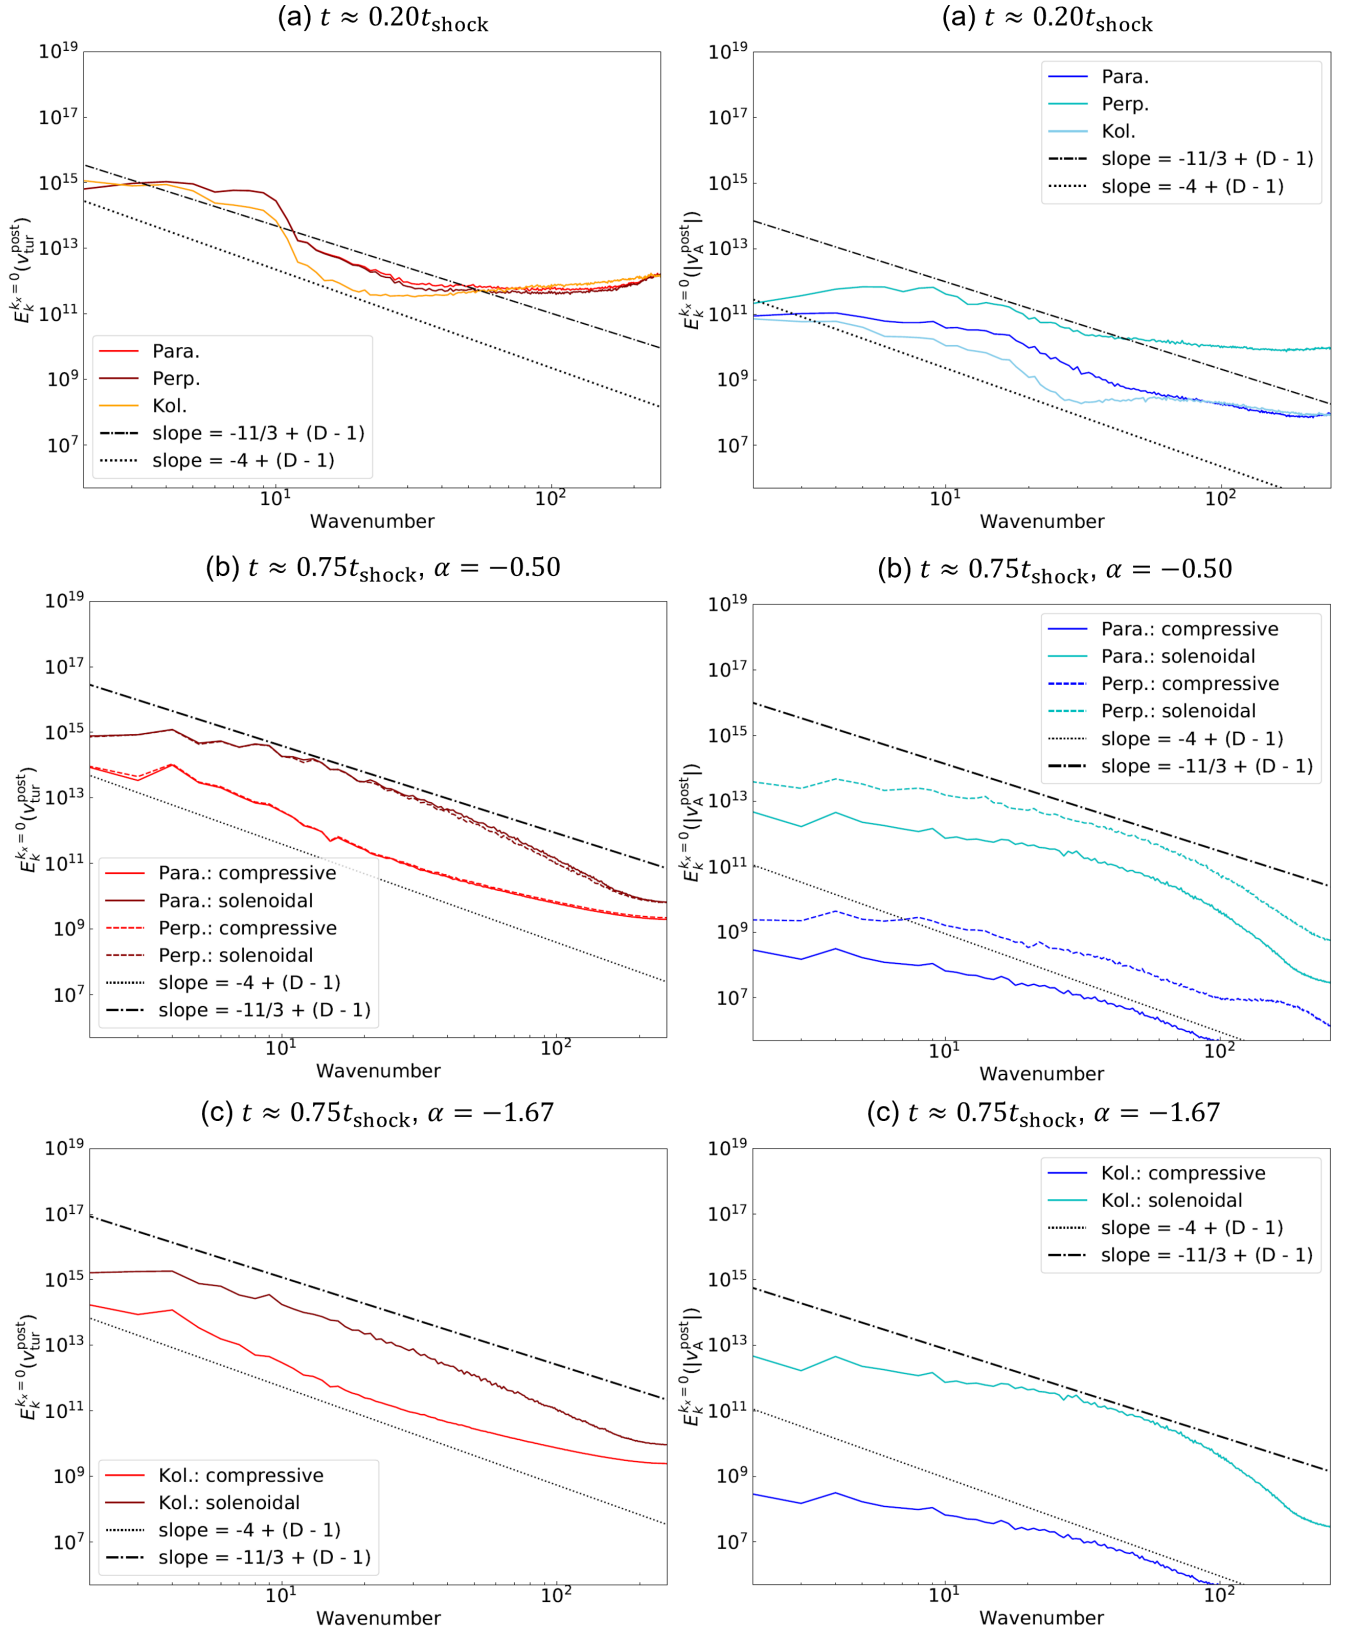 (a) t ≈ 0.20t_shock
10^19
10^17
10^15
10^13
10^11
10^9
10^7
E_k^{k_x=0}(v_tur^post)
Para.
Perp.
Kol.
slope = -11/3 + (D - 1)
slope = -4 + (D - 1)
10^1
10^2
Wavenumber
(a) t ≈ 0.20t_shock
10^19
10^17
10^15
10^13
10^11
10^9
10^7
E_k^{k_x=0}(|v_A^post|)
Para.
Perp.
Kol.
slope = -11/3 + (D - 1)
slope = -4 + (D - 1)
10^1
10^2
Wavenumber
(b) t ≈ 0.75t_shock, α = −0.50
10^19
10^17
10^15
10^13
10^11
10^9
10^7
E_k^{k_x=0}(v_tur^post)
Para.: compressive
Para.: solenoidal
Perp.: compressive
Perp.: solenoidal
slope = -4 + (D - 1)
slope = -11/3 + (D - 1)
10^1
10^2
Wavenumber
(b) t ≈ 0.75t_shock, α = −0.50
10^19
10^17
10^15
10^13
10^11
10^9
10^7
E_k^{k_x=0}(|v_A^post|)
Para.: compressive
Para.: solenoidal
Perp.: compressive
Perp.: solenoidal
slope = -4 + (D - 1)
slope = -11/3 + (D - 1)
10^1
10^2
Wavenumber
(c) t ≈ 0.75t_shock, α = −1.67
10^19
10^17
10^15
10^13
10^11
10^9
10^7
E_k^{k_x=0}(v_tur^post)
Kol.: compressive
Kol.: solenoidal
slope = -4 + (D - 1)
slope = -11/3 + (D - 1)
10^1
10^2
Wavenumber
(c) t ≈ 0.75t_shock, α = −1.67
10^19
10^17
10^15
10^13
10^11
10^9
10^7
E_k^{k_x=0}(|v_A^post|)
Kol.: compressive
Kol.: solenoidal
slope = -4 + (D - 1)
slope = -11/3 + (D - 1)
10^1
10^2
Wavenumber